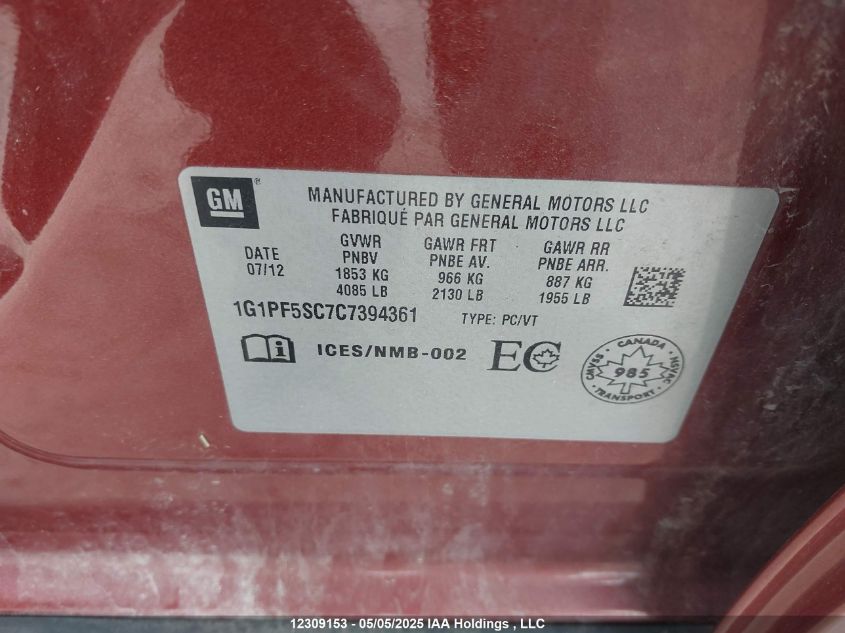 GM®
MANUFACTURED BY GENERAL MOTORS LLC
FABRIQUÉ PAR GENERAL MOTORS LLC
DATE
07/12
GVWR
PNBV
1853 KG
4085 LB
GAWR FRT
PNBE AV.
966 KG
2130 LB
GAWR RR
PNBE ARR.
887 KG
1955 LB
1G1PF5SC7C7394361
TYPE: PC/VT
i
ICES/NMB-002
EC
CANADA
CMVSS
985
NSVAC
TRANSPORT
12309153 - 05/05/2025 IAA Holdings , LLC